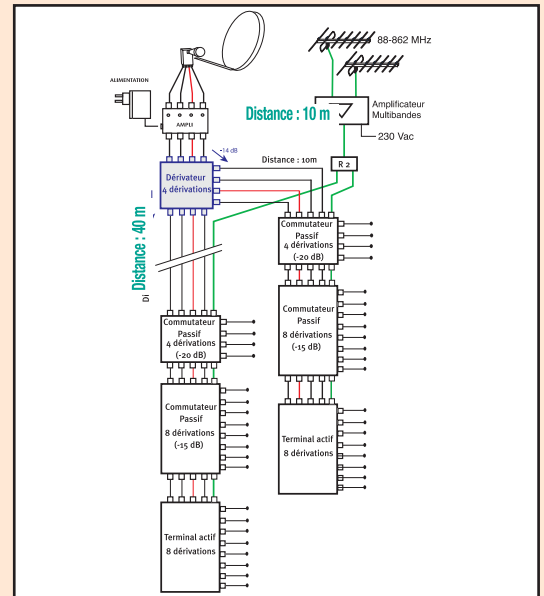 88-862 MHz
ALIMENTATION
Amplificateur
Multibandes
Distance : 10 m
AMPLI
230 Vac
-14 dB
Distance : 10m
R 2
Dérivateur
4 dérivations
Distance : 40 m
Di
Commutateur
Passif
4 dérivations
(-20 dB)
Commutateur
Passif
8 dérivations
(-15 dB)
Commutateur
Passif
4 dérivations
(-20 dB)
Commutateur
Passif
8 dérivations
(-15 dB)
Terminal actif
8 dérivations
Terminal actif
8 dérivations